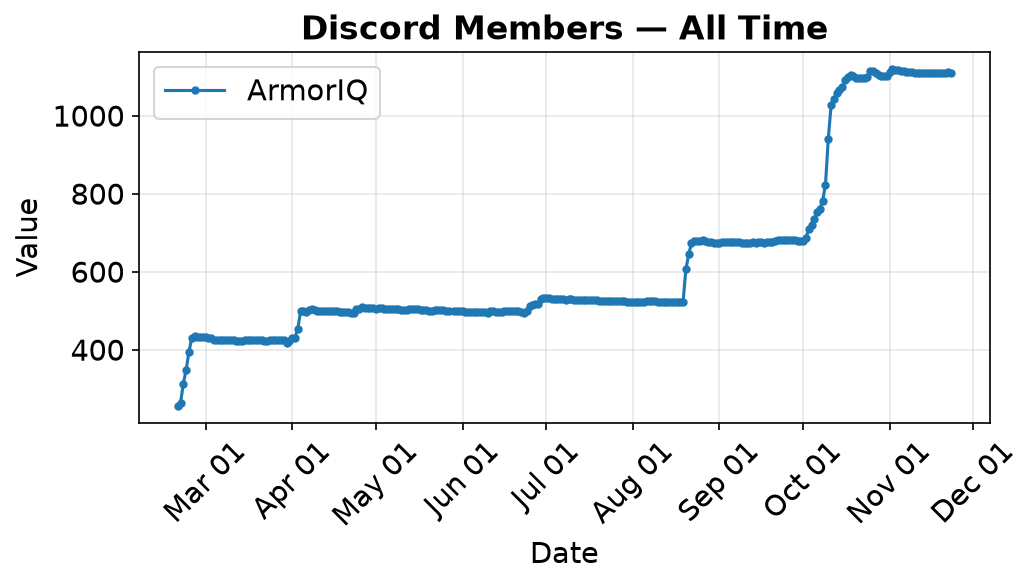 Discord Members — All Time
ArmorIQ
Value
1000
800
600
400
Mar 01
Apr 01
May 01
Jun 01
Jul 01
Aug 01
Sep 01
Oct 01
Nov 01
Dec 01
Date